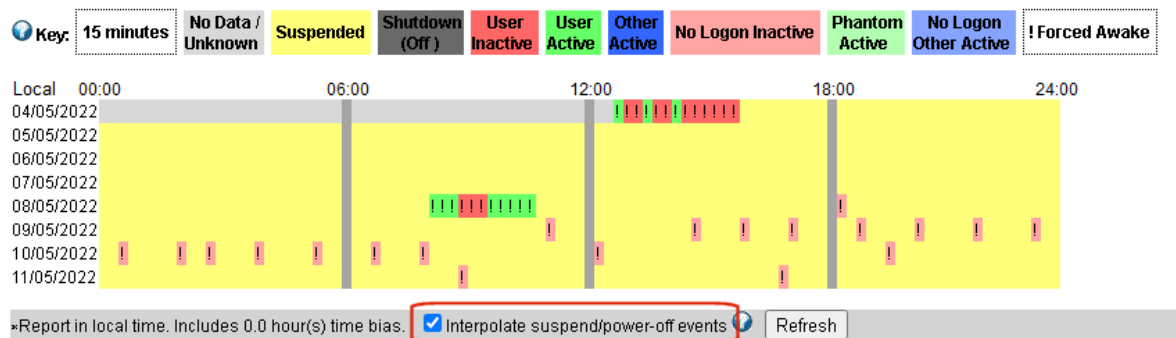 Key: 15 minutes No Data / Unknown Suspended Shutdown (Off ) User Inactive User Active Other Active No Logon Inactive Phantom Active No Logon Other Active ! Forced Awake
Local 00:00 06:00 12:00 18:00 24:00
04/05/2022 ! ! ! ! ! ! ! ! ! ! ! ! !
05/05/2022
06/05/2022
07/05/2022
08/05/2022 ! ! ! ! ! ! ! ! ! ! ! !
09/05/2022 ! ! ! ! ! ! ! !
10/05/2022 ! ! ! ! ! ! ! ! !
11/05/2022 ! !
*Report in local time. Includes 0.0 hour(s) time bias. Interpolate suspend/power-off events Refresh